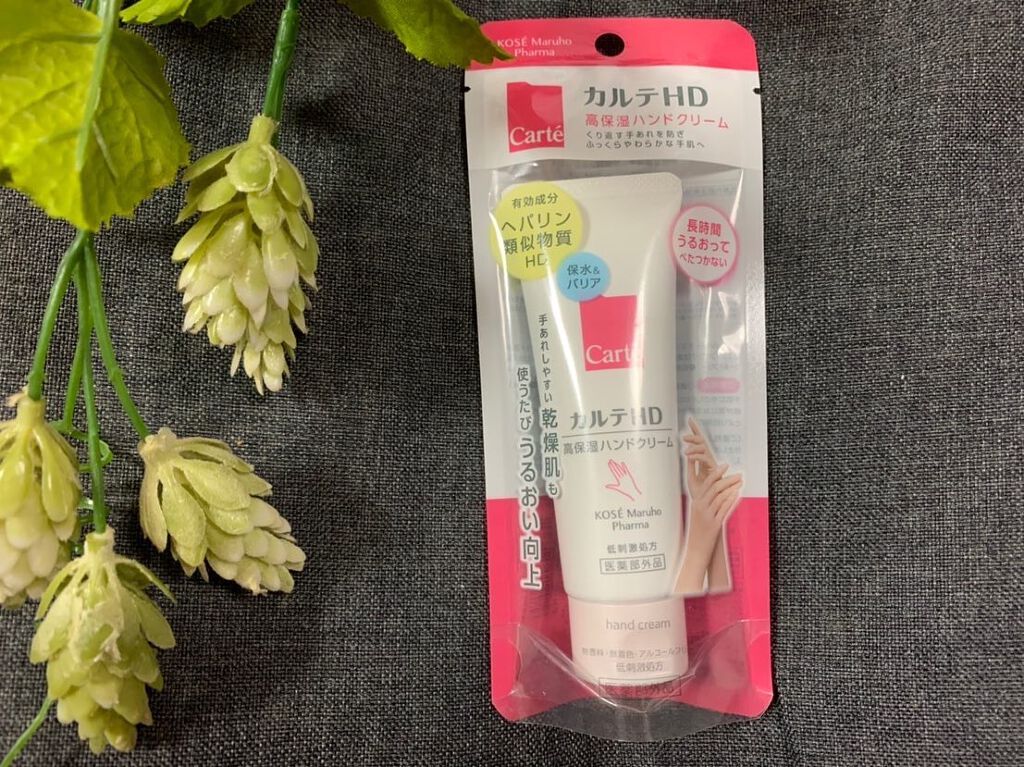 KOSÉ Maruho
Pharma
Carté
カルテHD
高保湿ハンドクリーム
くり返す手あれを防ぎ
ふっくらやわらかな手肌へ
有効成分
ヘパリン
類似物質
HD
保水&
バリア
長時間
うるおって
べたつかない
手あれしやすい乾燥肌も
使うたびうるおい向上
Carté
カルテHD
高保湿ハンドクリーム
KOSÉ Maruho
Pharma
低刺激処方
医薬部外品
hand cream
無香料・無着色・アルコールフリー
低刺激処方
医薬部外品